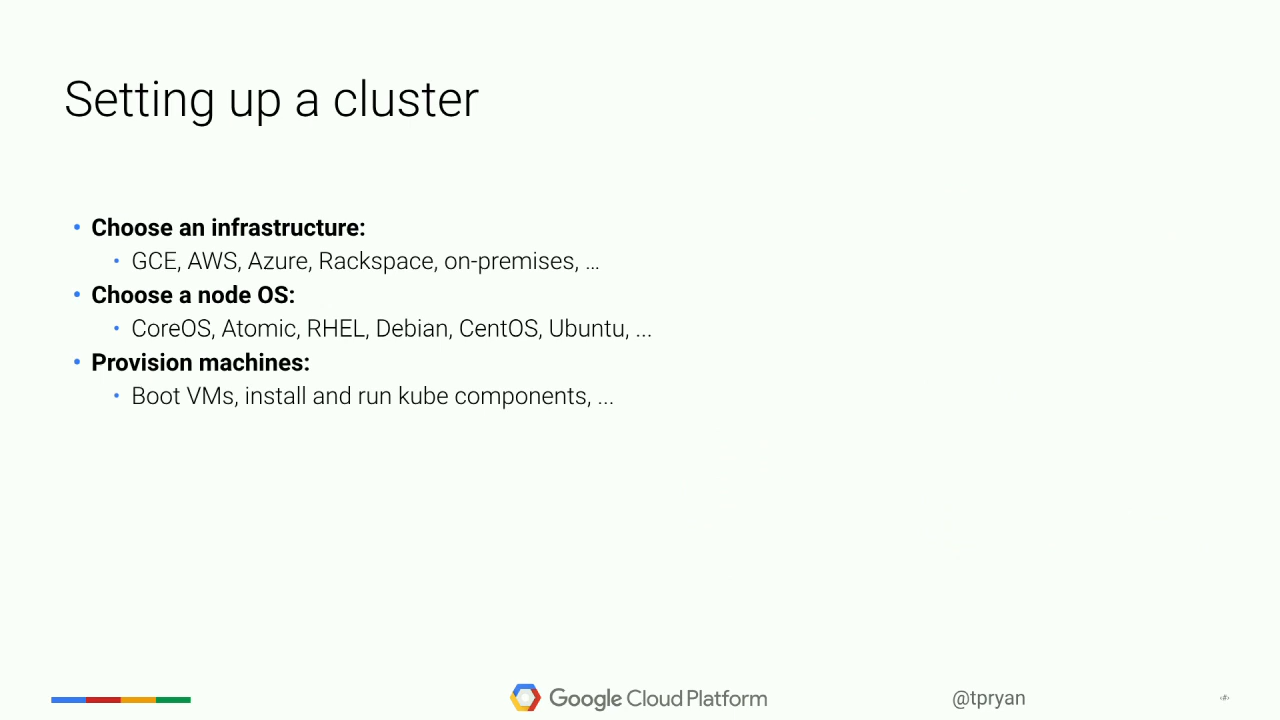 Setting up a cluster
• Choose an infrastructure:
• GCE, AWS, Azure, Rackspace, on-premises, …
• Choose a node OS:
• CoreOS, Atomic, RHEL, Debian, CentOS, Ubuntu, ...
• Provision machines:
• Boot VMs, install and run kube components, ...
Google Cloud Platform
@tpryan